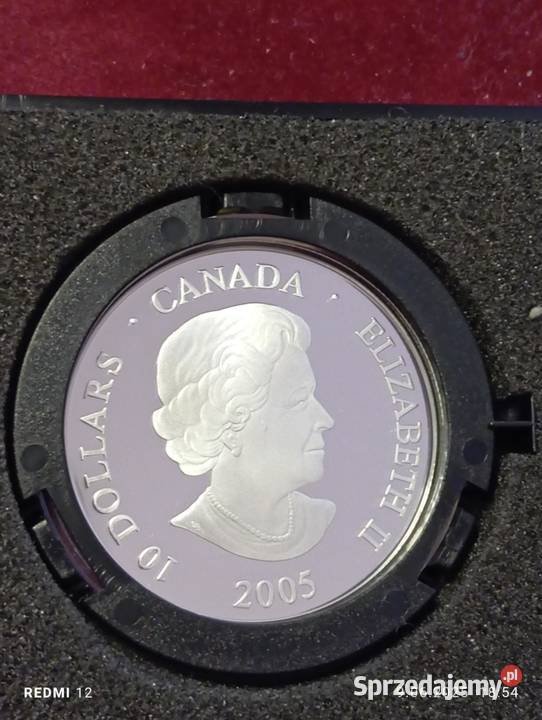 CANADA
10 DOLLARS
ELIZABETH II
2005
REDMI 12
Sprzedajemy.pl